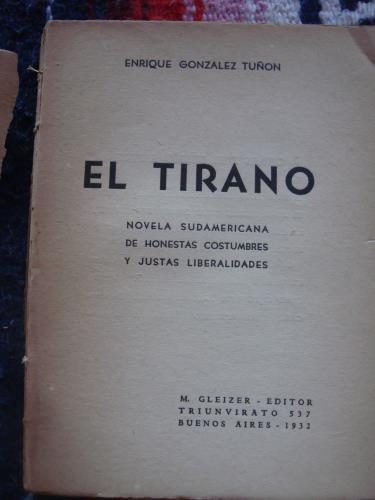 ENRIQUE GONZALEZ TUÑON
EL TIRANO
NOVELA SUDAMERICANA
DE HONESTAS COSTUMBRES
Y JUSTAS LIBERALIDADES
M. GLEIZER - EDITOR
TRIUNVIRATO 537
BUENOS AIRES - 1932